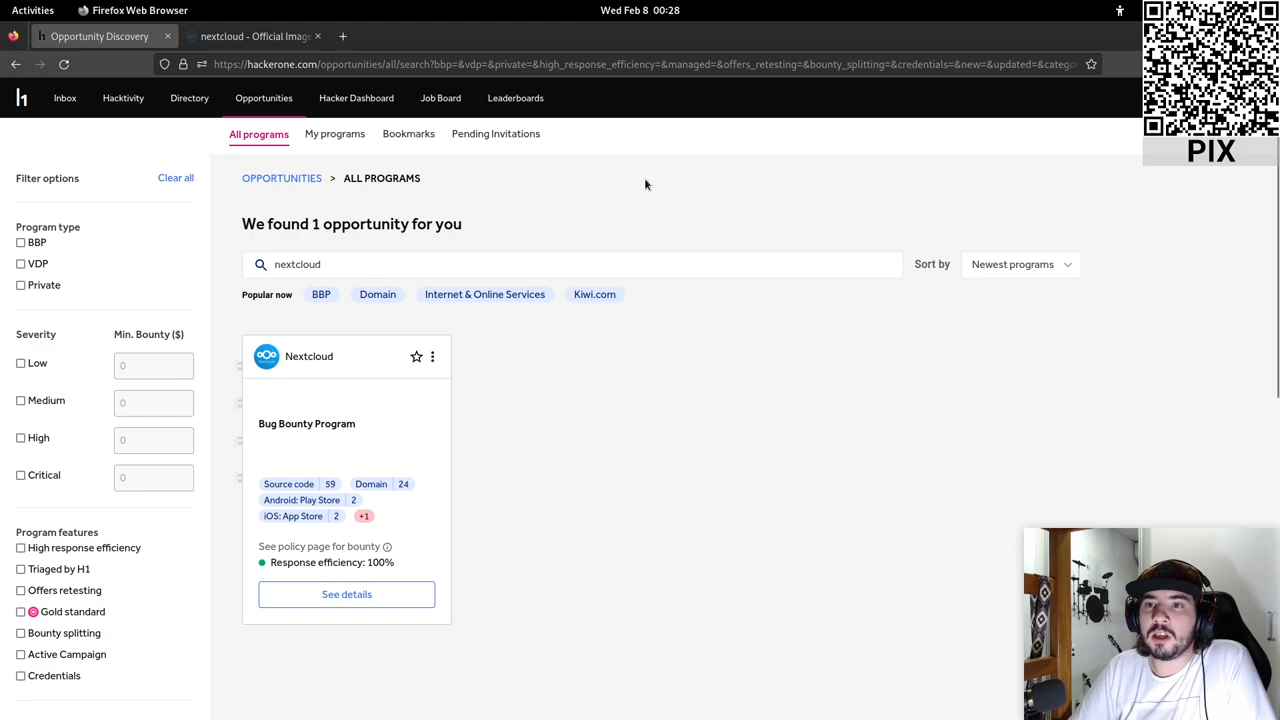 Activities
Firefox Web Browser
Wed Feb 8 00:28
Opportunity Discovery
nextcloud - Official Image
https://hackerone.com/opportunities/all/search?bbp=&vdp=&private=&high_response_efficiency=&managed=&offers_retesting=&bounty_splitting=&credentials=&new=&updated=&catego
PIX
Inbox
Hacktivity
Directory
Opportunities
Hacker Dashboard
Job Board
Leaderboards
All programs
My programs
Bookmarks
Pending Invitations
Filter options
Clear all
Program type
BBP
VDP
Private
Severity
Min. Bounty ($)
Low
0
Medium
0
High
0
Critical
0
Program features
High response efficiency
Triaged by H1
Offers retesting
Gold standard
Bounty splitting
Active Campaign
Credentials
OPPORTUNITIES > ALL PROGRAMS
We found 1 opportunity for you
nextcloud
Sort by
Newest programs
Popular now
BBP
Domain
Internet & Online Services
Kiwi.com
Nextcloud
Bug Bounty Program
Source code 59
Domain 24
Android: Play Store 2
iOS: App Store 2
+1
See policy page for bounty
Response efficiency: 100%
See details